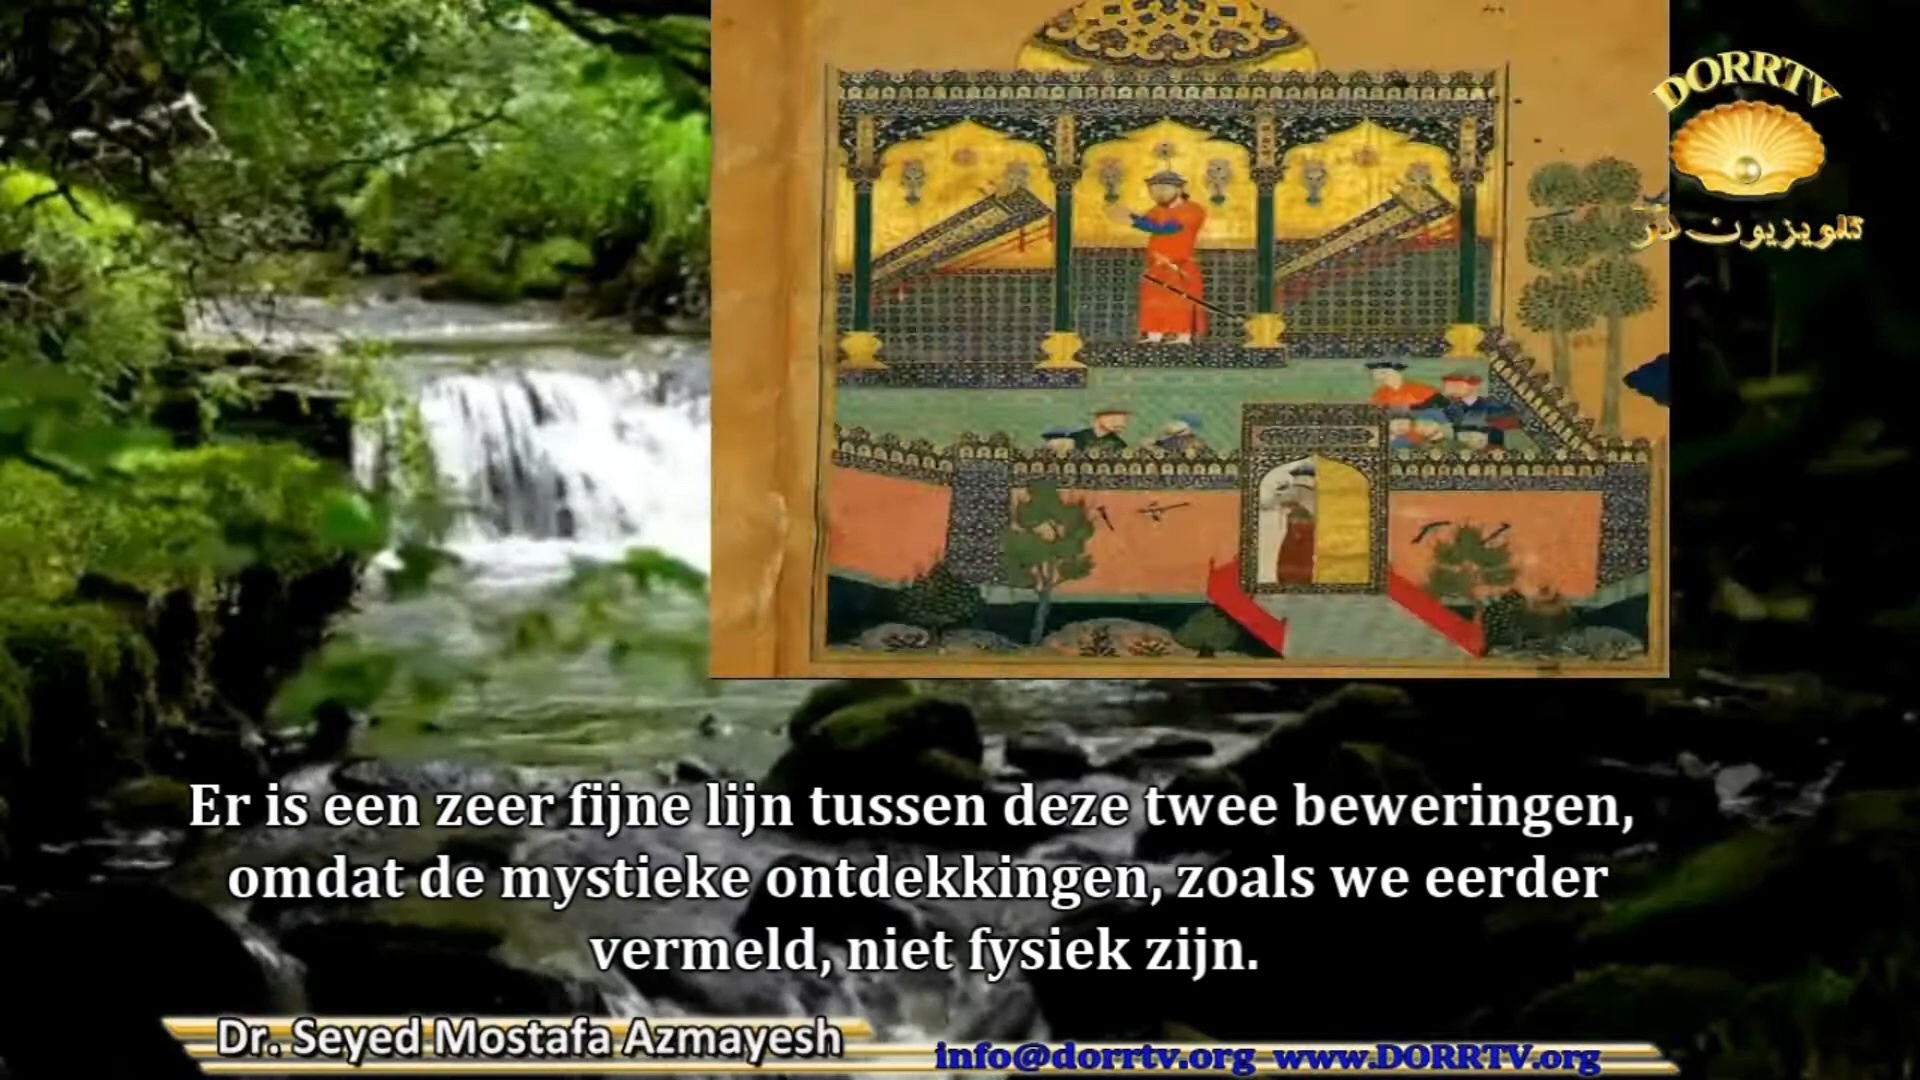 DORRTV
تلویزیون دُر
Er is een zeer fijne lijn tussen deze twee beweringen,
omdat de mystieke ontdekkingen, zoals we eerder
vermeld, niet fysiek zijn.
Dr. Seyed Mostafa Azmayesh
info@dorrtv.org www.DORRTV.org